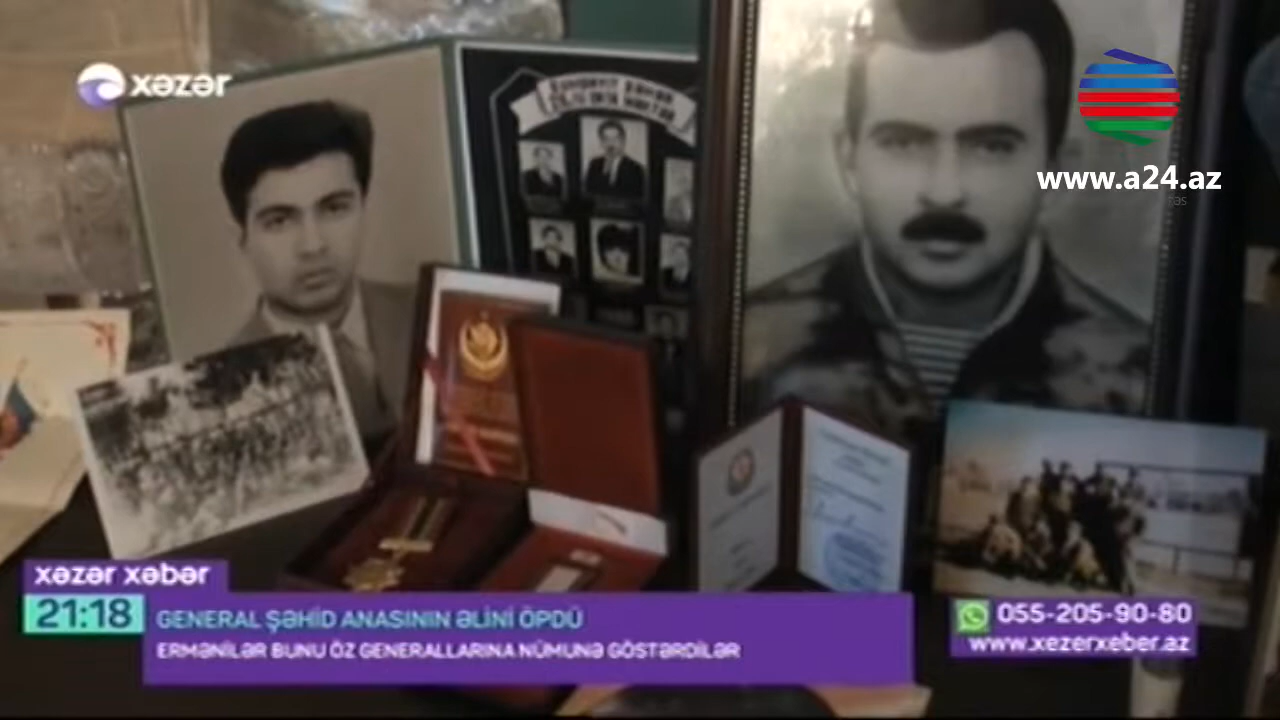 xəzər
www.a24.az
xəzər xəbər
21:18
GENERAL ŞƏHİD ANASININ ƏLİNİ ÖPDÜ
ERMƏNİLƏR BUNU ÖZ GENERALLARINA NÜMUNƏ GÖSTƏRDİLƏR
055-205-90-80
www.xezerxeber.az